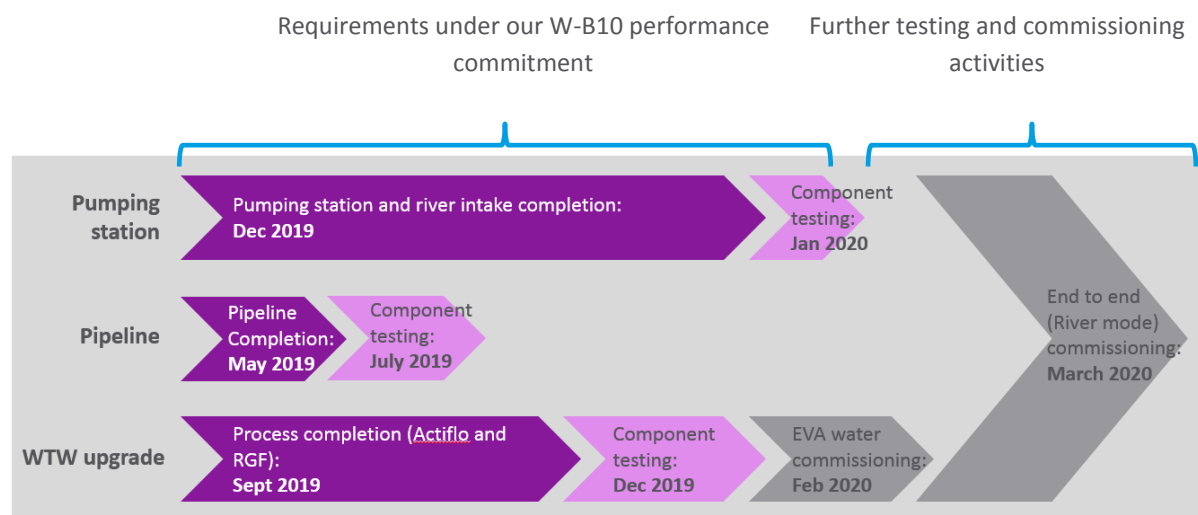 Requirements under our W-B10 performance
commitment
Further testing and commissioning
activities
Pumping
station
Pumping station and river intake completion:
Dec 2019
Component
testing:
Jan 2020
Pipeline
Pipeline
Completion:
May 2019
Component
testing:
July 2019
End to end
(River mode)
commissioning:
March 2020
WTW upgrade
Process completion (Actiflo and
RGF):
Sept 2019
Component
testing:
Dec 2019
EVA water
commissioning:
Feb 2020